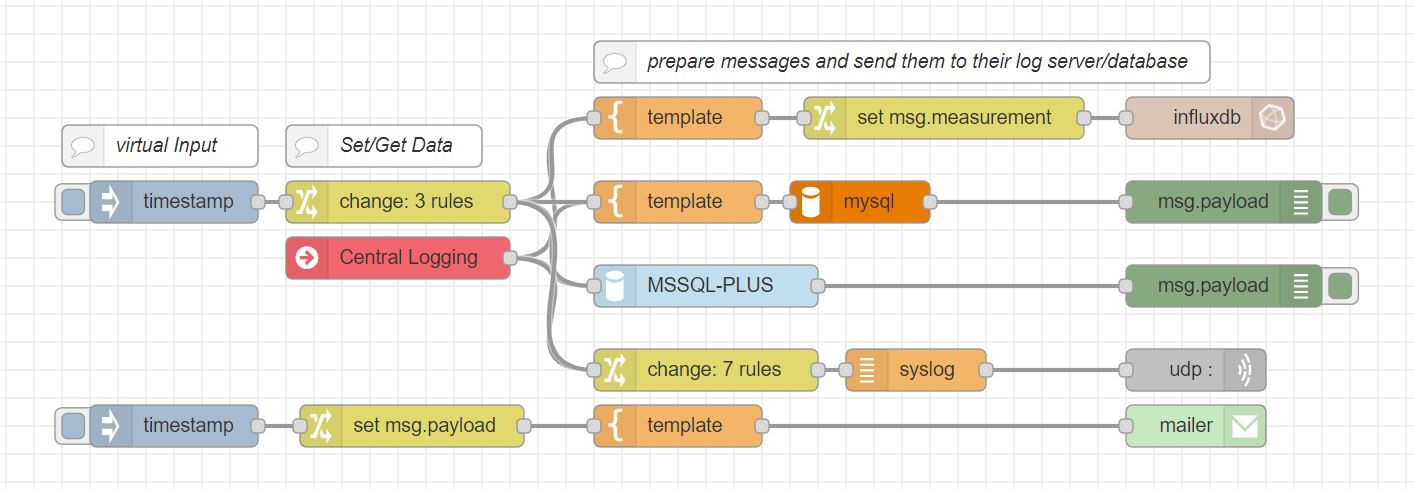 prepare messages and send them to their log server/database
template
set msg.measurement
influxdb
virtual Input
Set/Get Data
timestamp
change: 3 rules
template
mysql
msg.payload
Central Logging
MSSQL-PLUS
msg.payload
change: 7 rules
syslog
udp :
timestamp
set msg.payload
template
mailer